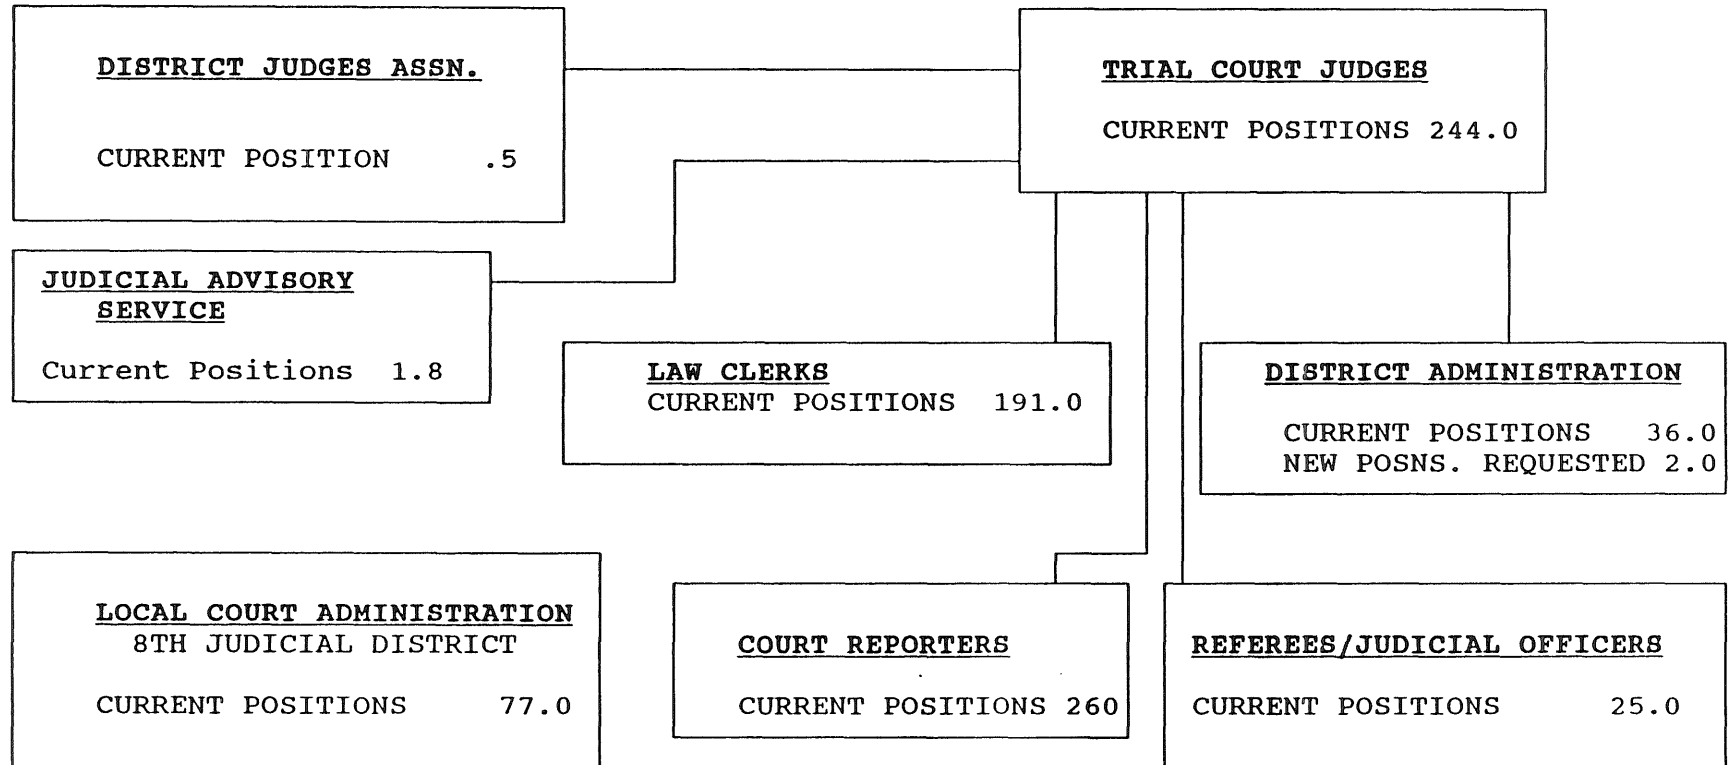 DISTRICT JUDGES ASSN.
CURRENT POSITION .5
TRIAL COURT JUDGES
CURRENT POSITIONS 244.0
JUDICIAL ADVISORY
SERVICE
Current Positions 1.8
LAW CLERKS
CURRENT POSITIONS 191.0
DISTRICT ADMINISTRATION
CURRENT POSITIONS 36.0
NEW POSNS. REQUESTED 2.0
LOCAL COURT ADMINISTRATION
8TH JUDICIAL DISTRICT
CURRENT POSITIONS 77.0
COURT REPORTERS
CURRENT POSITIONS 260
REFEREES/JUDICIAL OFFICERS
CURRENT POSITIONS 25.0